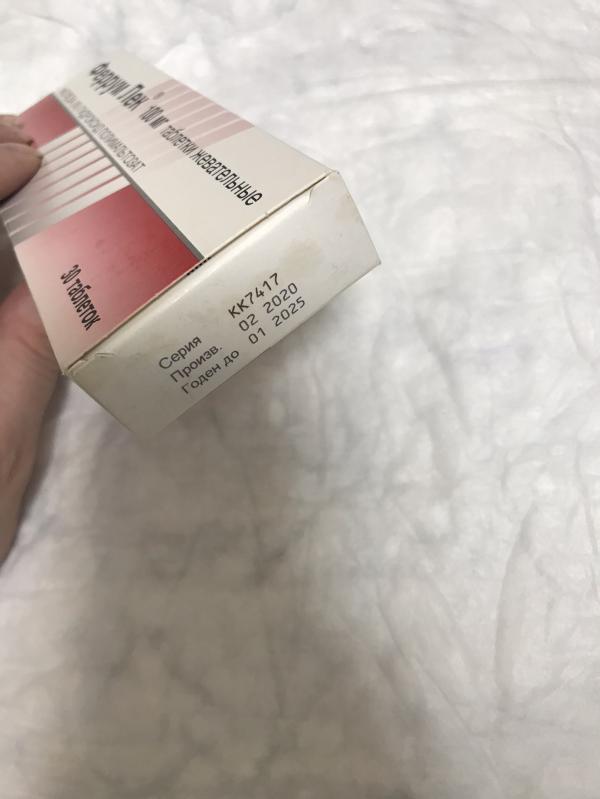 Феррум Лек®
100 мг таблетки жевательные
ЖЕЛЕЗА (III) ГИДРОКСИД ПОЛИМАЛЬТОЗАТ
30 таблеток
Серия KK7417
Произв. 02 2020
Годен до 01 2025